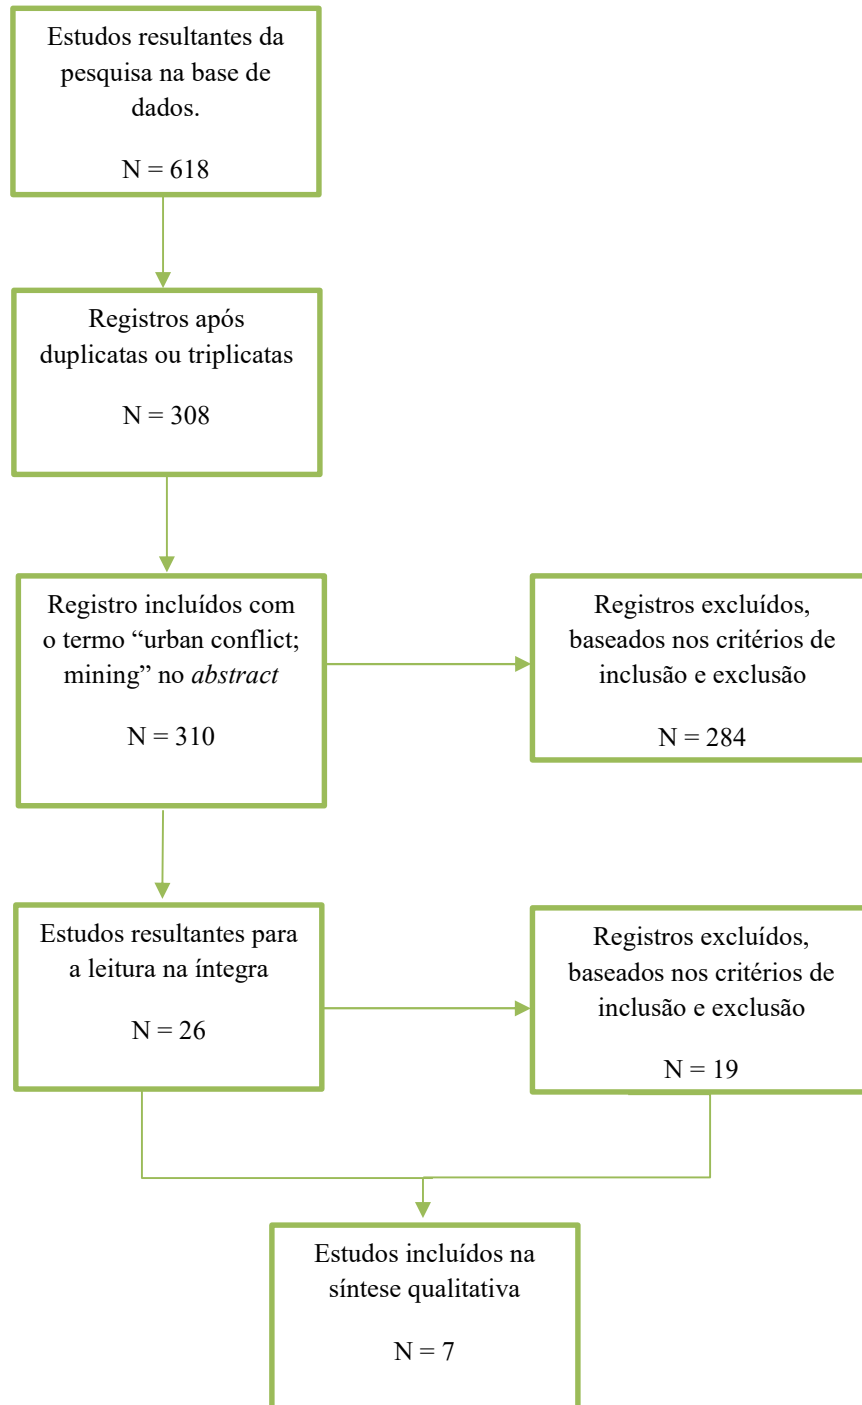 Estudos resultantes da
pesquisa na base de
dados.
N = 618
Registros após
duplicatas ou triplicatas
N = 308
Registro incluídos com
o termo “urban conflict;
mining” no abstract
N = 310
Registros excluídos,
baseados nos critérios de
inclusão e exclusão
N = 284
Estudos resultantes para
a leitura na íntegra
N = 26
Registros excluídos,
baseados nos critérios de
inclusão e exclusão
N = 19
Estudos incluídos na
síntese qualitativa
N = 7